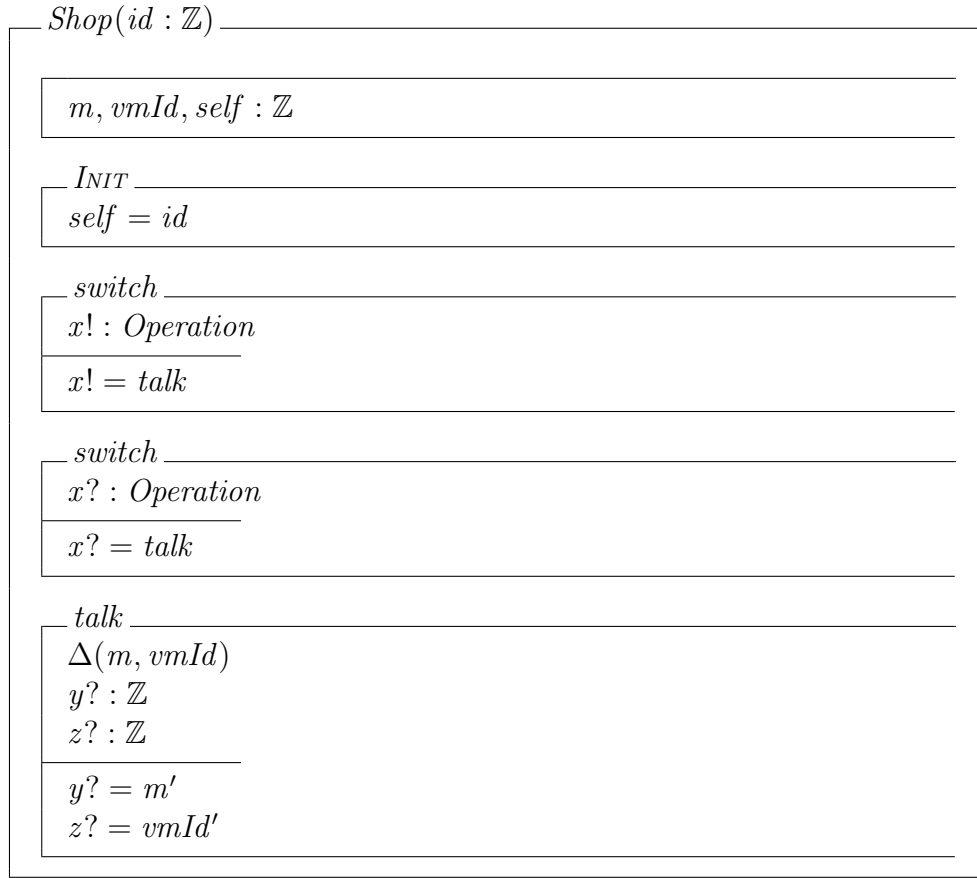 Shop(id : ℤ)
m, vmId, self : ℤ
INIT
self = id
switch
x! : Operation
x! = talk
switch
x? : Operation
x? = talk
talk
Δ(m, vmId)
y? : ℤ
z? : ℤ
y? = m′
z? = vmId′